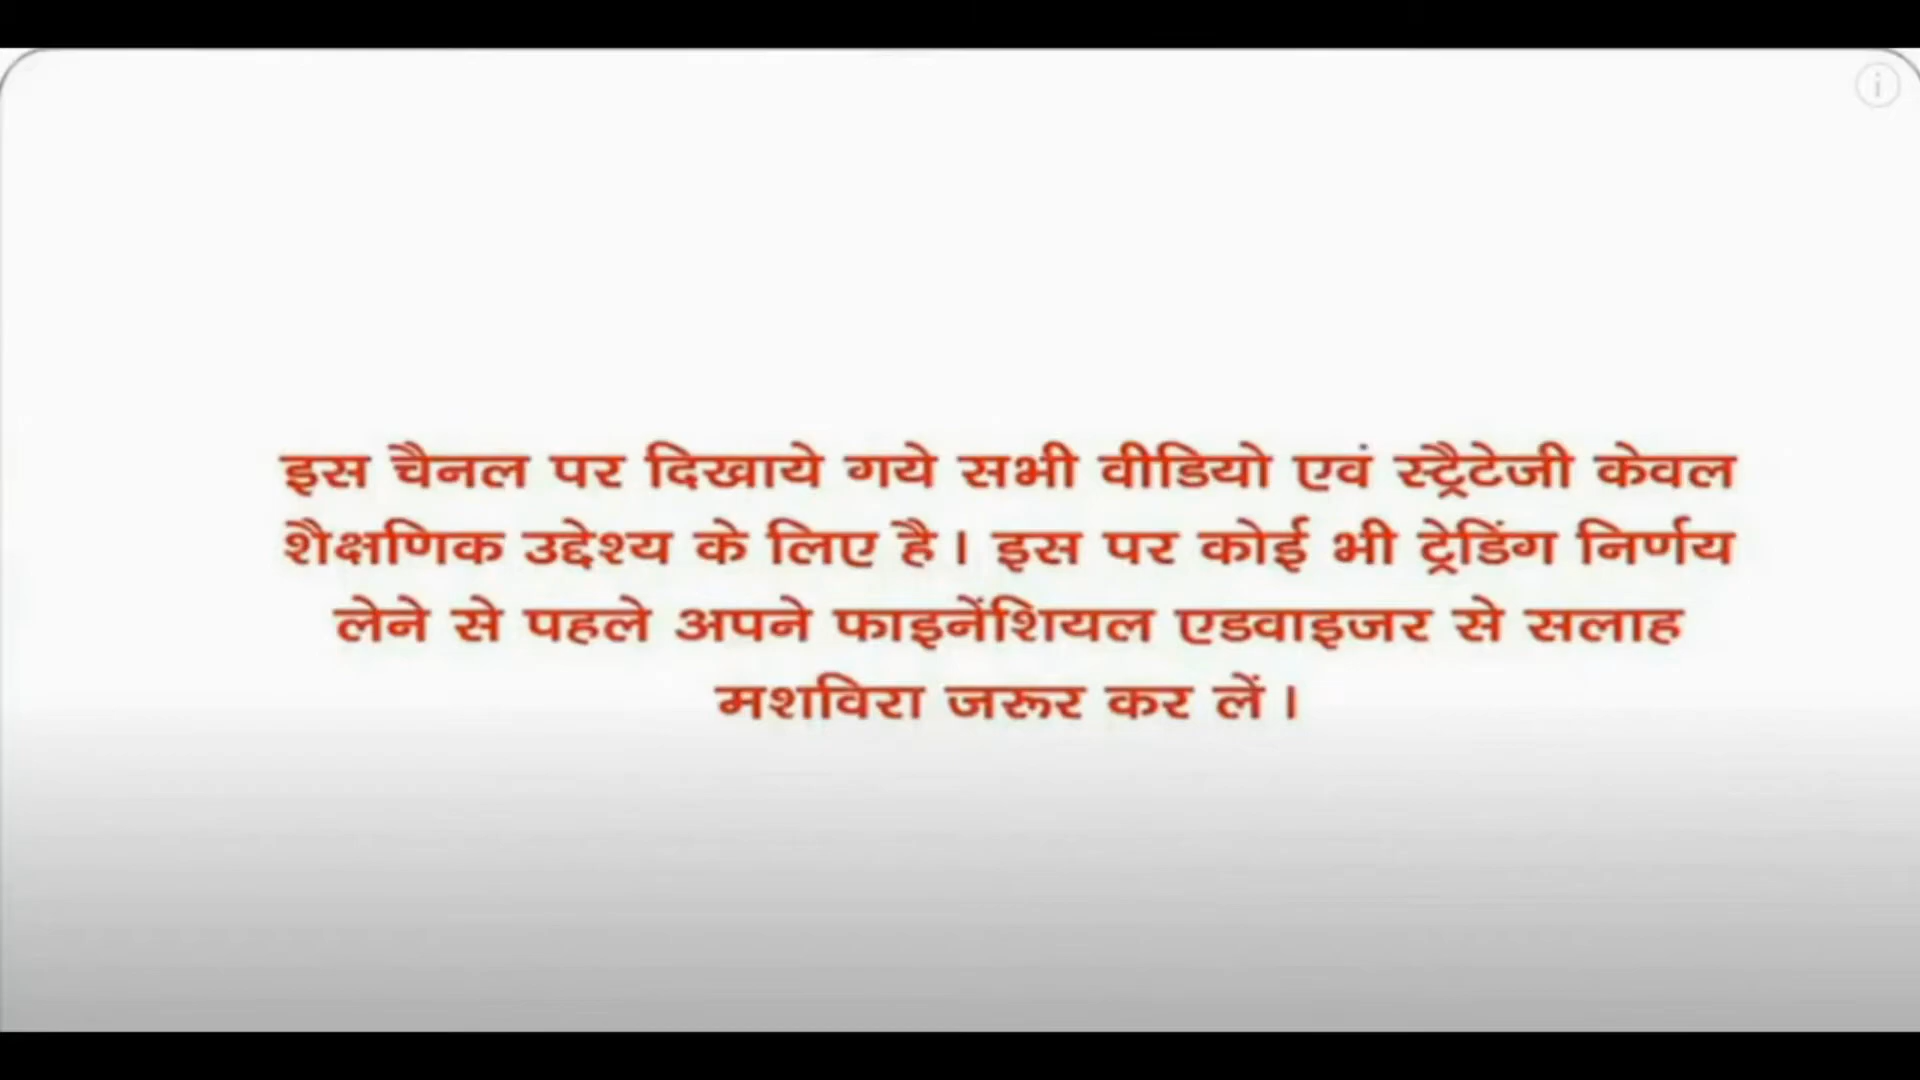 इस चैनल पर दिखाये गये सभी वीडियो एवं स्ट्रैटेजी केवल
शैक्षणिक उद्देश्य के लिए है। इस पर कोई भी ट्रेडिंग निर्णय
लेने से पहले अपने फाइनेंशियल एडवाइजर से सलाह
मशविरा जरूर कर लें।